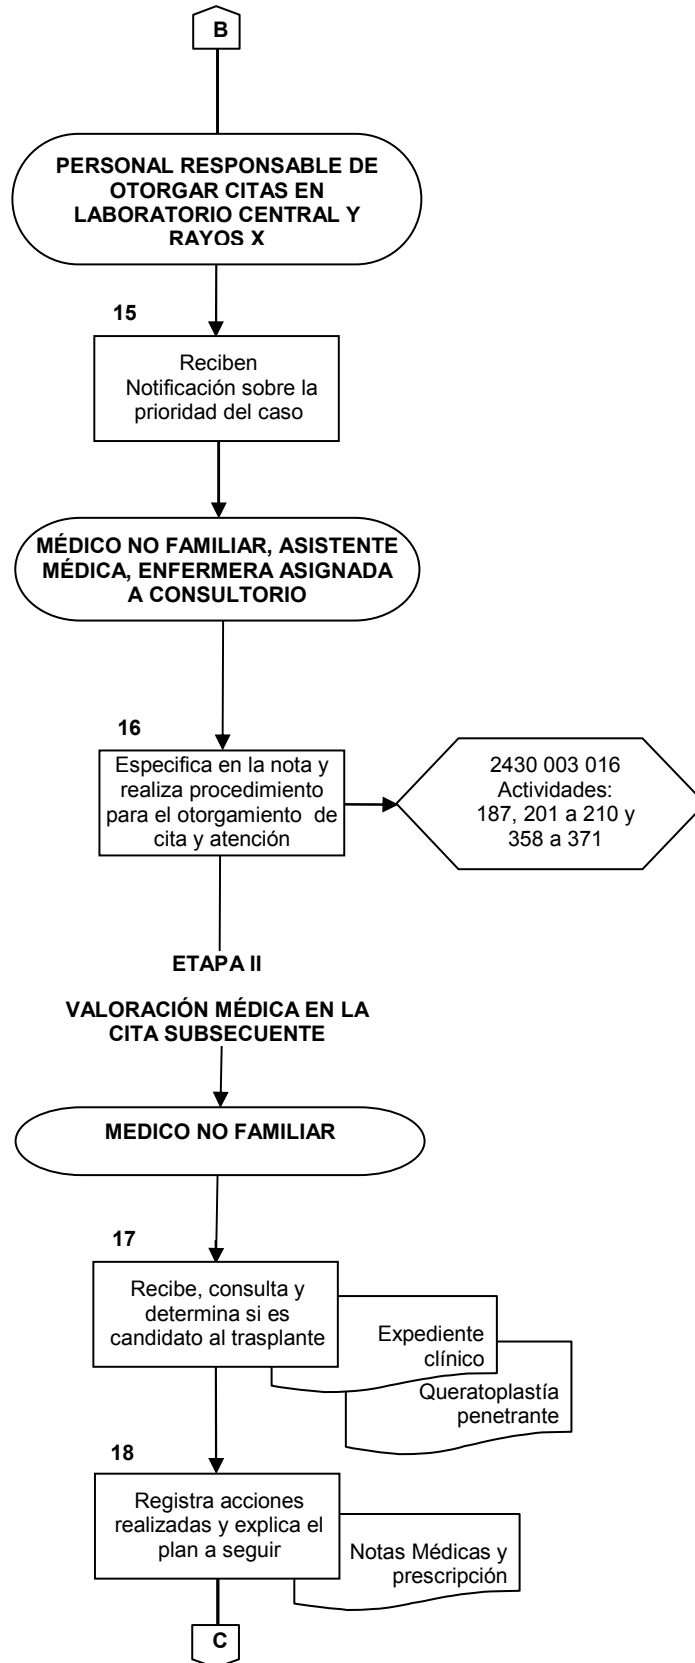 B
PERSONAL RESPONSABLE DE
OTORGAR CITAS EN
LABORATORIO CENTRAL Y
RAYOS X
15
Reciben
Notificación sobre la
prioridad del caso
MÉDICO NO FAMILIAR, ASISTENTE
MÉDICA, ENFERMERA ASIGNADA
A CONSULTORIO
16
Especifica en la nota y
realiza procedimiento
para el otorgamiento de
cita y atención
2430 003 016
Actividades:
187, 201 a 210 y
358 a 371
ETAPA II
VALORACIÓN MÉDICA EN LA
CITA SUBSECUENTE
MEDICO NO FAMILIAR
17
Recibe, consulta y
determina si es
candidato al trasplante
Expediente
clínico
Queratoplastía
penetrante
18
Registra acciones
realizadas y explica el
plan a seguir
Notas Médicas y
prescripción
C